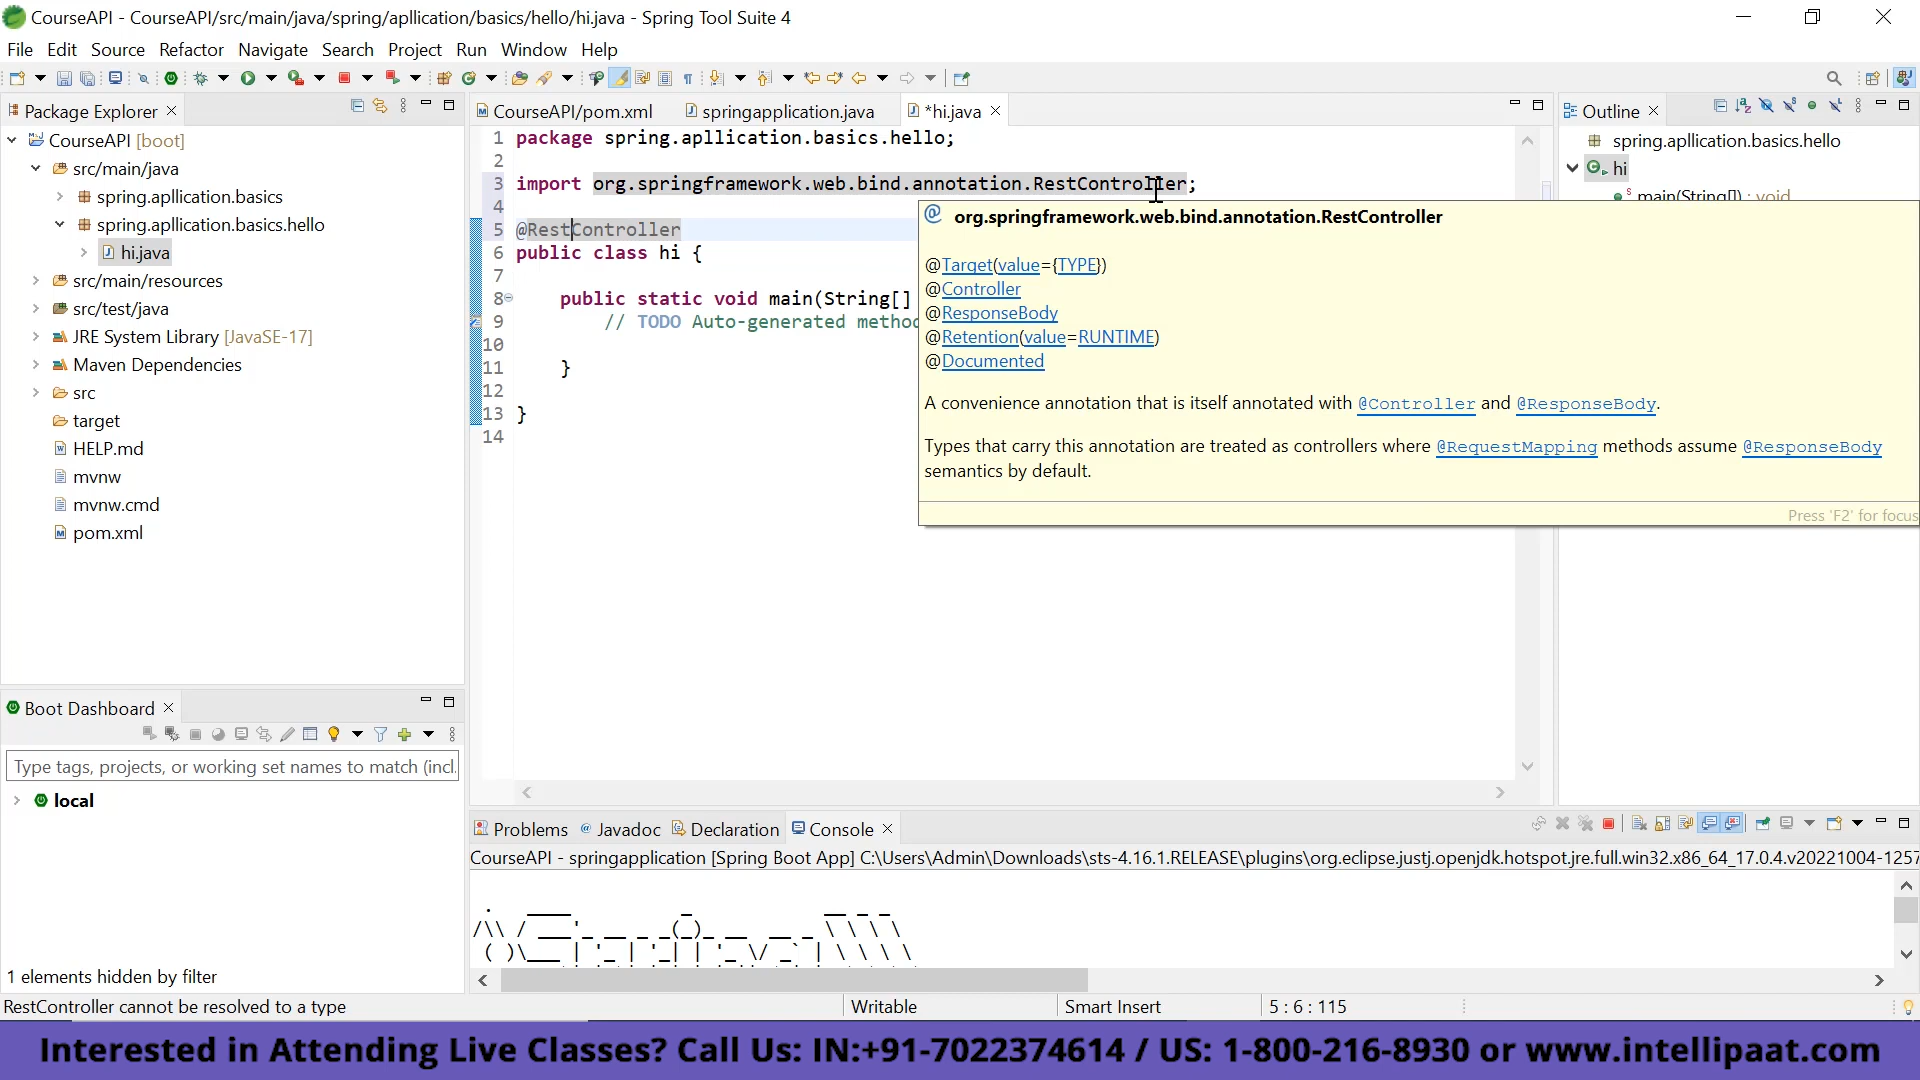 CourseAPI - CourseAPI/src/main/java/spring/apllication/basics/hello/hi.java - Spring Tool Suite 4
File Edit Source Refactor Navigate Search Project Run Window Help
Package Explorer
CourseAPI [boot]
src/main/java
spring.apllication.basics
spring.apllication.basics.hello
hi.java
src/main/resources
src/test/java
JRE System Library [JavaSE-17]
Maven Dependencies
src
target
HELP.md
mvnw
mvnw.cmd
pom.xml
Boot Dashboard
Type tags, projects, or working set names to match (incl.
local
1 elements hidden by filter
CourseAPI/pom.xml springapplication.java *hi.java
1 package spring.apllication.basics.hello;
2
3 import org.springframework.web.bind.annotation.RestController;
4
5 @RestController
6 public class hi {
7
8 public static void main(String[]
9 // TODO Auto-generated method
10
11 }
12
13 }
14
org.springframework.web.bind.annotation.RestController
@Target(value={TYPE})
@Controller
@ResponseBody
@Retention(value=RUNTIME)
@Documented
A convenience annotation that is itself annotated with @Controller and @ResponseBody.
Types that carry this annotation are treated as controllers where @RequestMapping methods assume @ResponseBody
semantics by default.
Press 'F2' for focus
Outline
spring.apllication.basics.hello
hi
main(String[]) : void
Problems Javadoc Declaration Console
CourseAPI - springapplication [Spring Boot App] C:\Users\Admin\Downloads\sts-4.16.1.RELEASE\plugins\org.eclipse.justj.openjdk.hotspot.jre.full.win32.x86_64_17.0.4.v20221004-1257
RestController cannot be resolved to a type
Writable
Smart Insert
5 : 6 : 115
Interested in Attending Live Classes? Call Us: IN:+91-7022374614 / US: 1-800-216-8930 or www.intellipaat.com